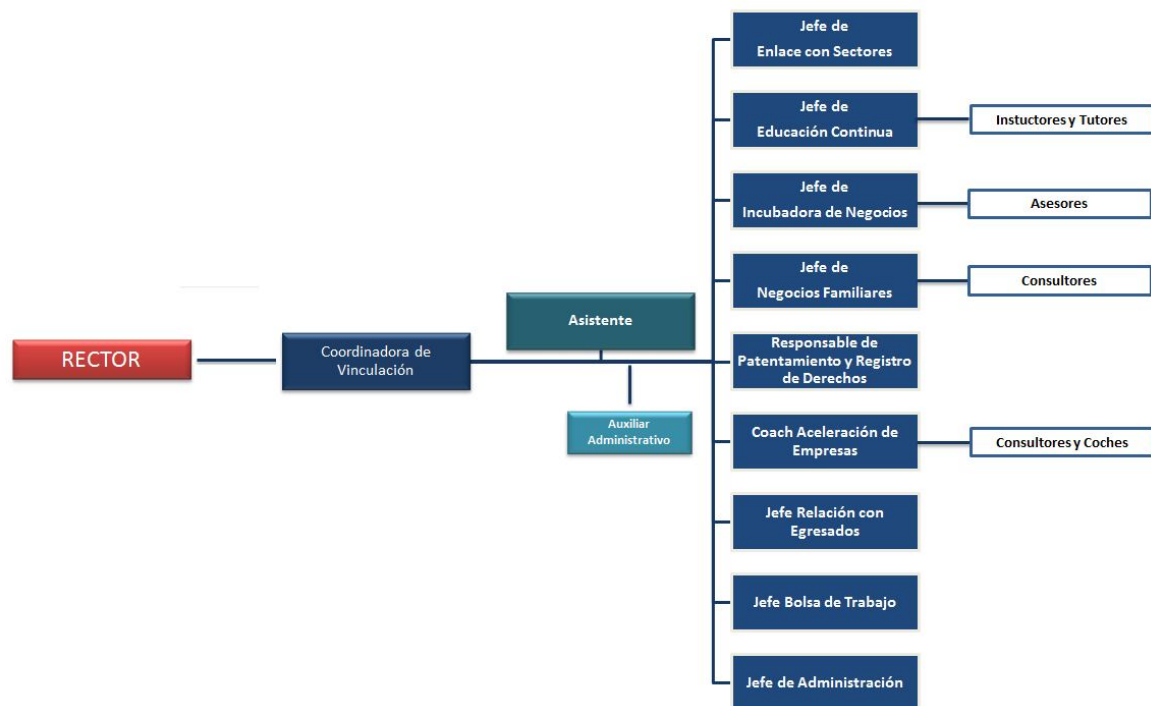 RECTOR
Coordinadora de
Vinculación
Asistente
Auxiliar
Administrativo
Jefe de
Enlace con Sectores
Jefe de
Educación Continua
Instuctores y Tutores
Jefe de
Incubadora de Negocios
Asesores
Jefe de
Negocios Familiares
Consultores
Responsable de
Patentamiento y Registro
de Derechos
Coach Aceleración de
Empresas
Consultores y Coches
Jefe Relación con
Egresados
Jefe Bolsa de Trabajo
Jefe de Administración